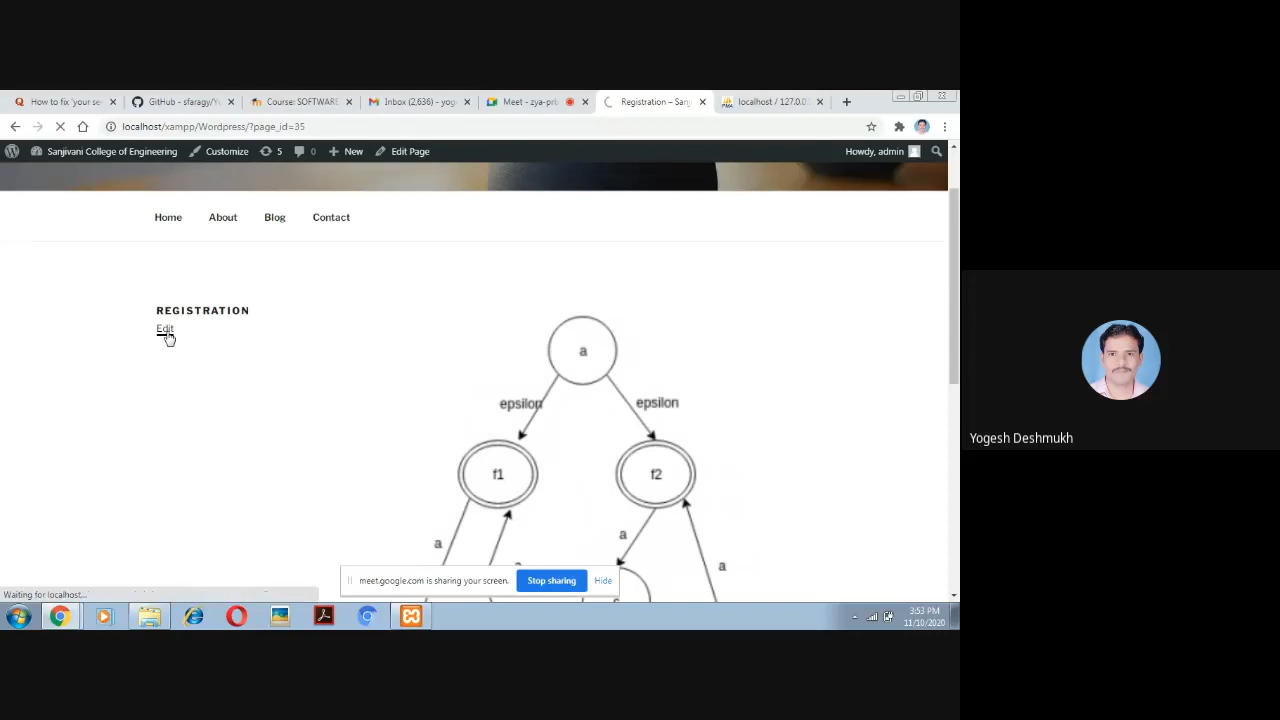 How to fix 'your se
GitHub - sfaragy/Yo
Course: SOFTWARE
Inbox (2,636) - yog
Meet - zya-prb
Registration – Sanj
localhost / 127.0.0
localhost/xampp/Wordpress/?page_id=35
Sanjivani College of Engineering
Customize
5
0
New
Edit Page
Howdy, admin
Home
About
Blog
Contact
REGISTRATION
Edit
a
epsilon
epsilon
f1
f2
a
a
a
meet.google.com is sharing your screen.
Stop sharing
Hide
Waiting for localhost...
3:53 PM
11/10/2020
Yogesh Deshmukh